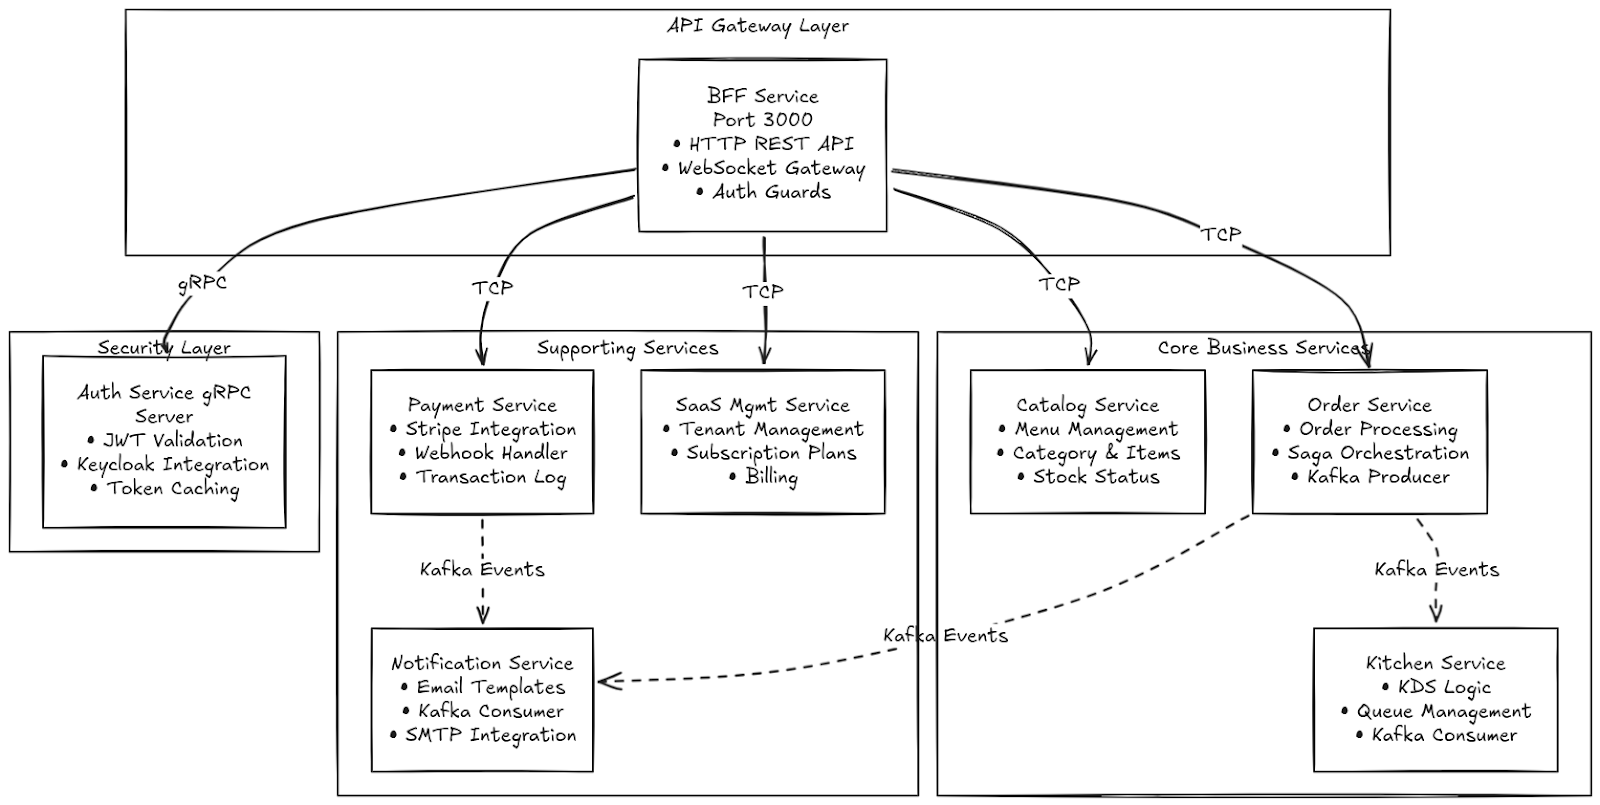 API Gateway Layer
BFF Service
Port 3000
• HTTP REST API
• WebSocket Gateway
• Auth Guards
gRPC
TCP
TCP
TCP
TCP
Security Layer
Auth Service gRPC
Server
• JWT Validation
• Keycloak Integration
• Token Caching
Supporting Services
Payment Service
• Stripe Integration
• Webhook Handler
• Transaction Log
SaaS Mgmt Service
• Tenant Management
• Subscription Plans
• Billing
Kafka Events
Notification Service
• Email Templates
• Kafka Consumer
• SMTP Integration
Core Business Services
Catalog Service
• Menu Management
• Category & Items
• Stock Status
Order Service
• Order Processing
• Saga Orchestration
• Kafka Producer
Kafka Events
Kafka Events
Kitchen Service
• KDS Logic
• Queue Management
• Kafka Consumer